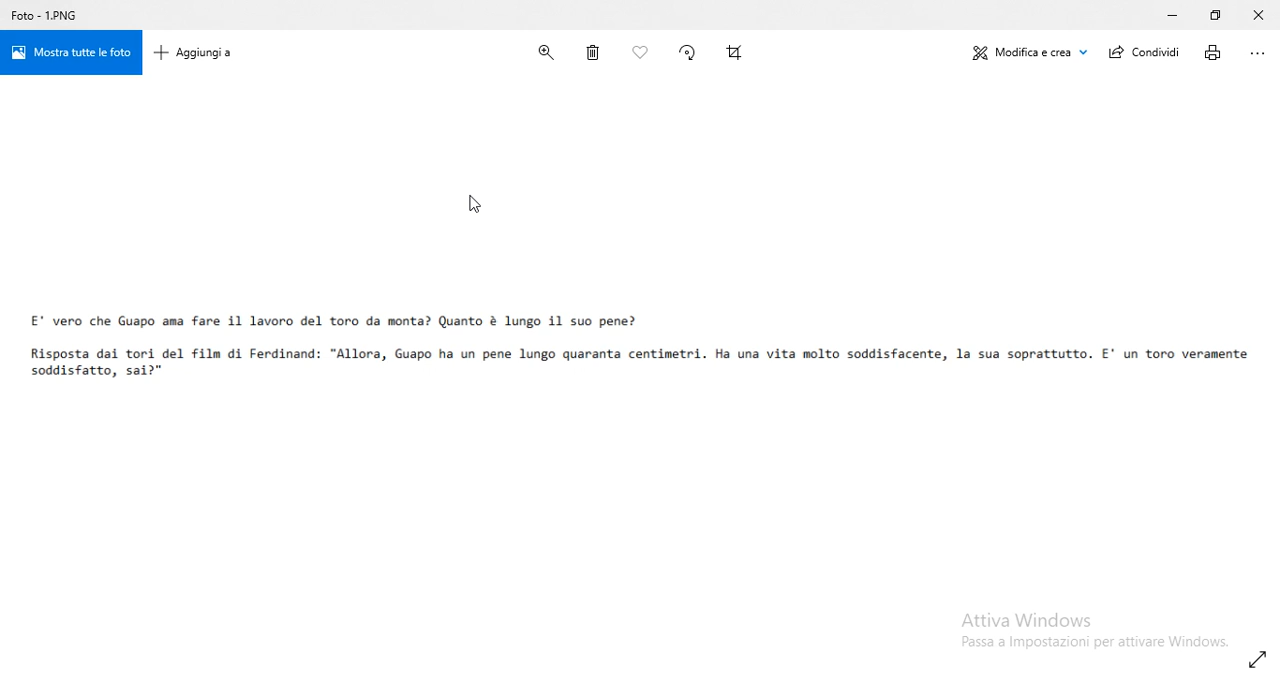 Foto - 1.PNG
Mostra tutte le foto
Aggiungi a
Modifica e crea
Condividi
E' vero che Guapo ama fare il lavoro del toro da monta? Quanto è lungo il suo pene?
Risposta dai tori del film di Ferdinand: "Allora, Guapo ha un pene lungo quaranta centimetri. Ha una vita molto soddisfacente, la sua soprattutto. E' un toro veramente
soddisfatto, sai?"
Attiva Windows
Passa a Impostazioni per attivare Windows.